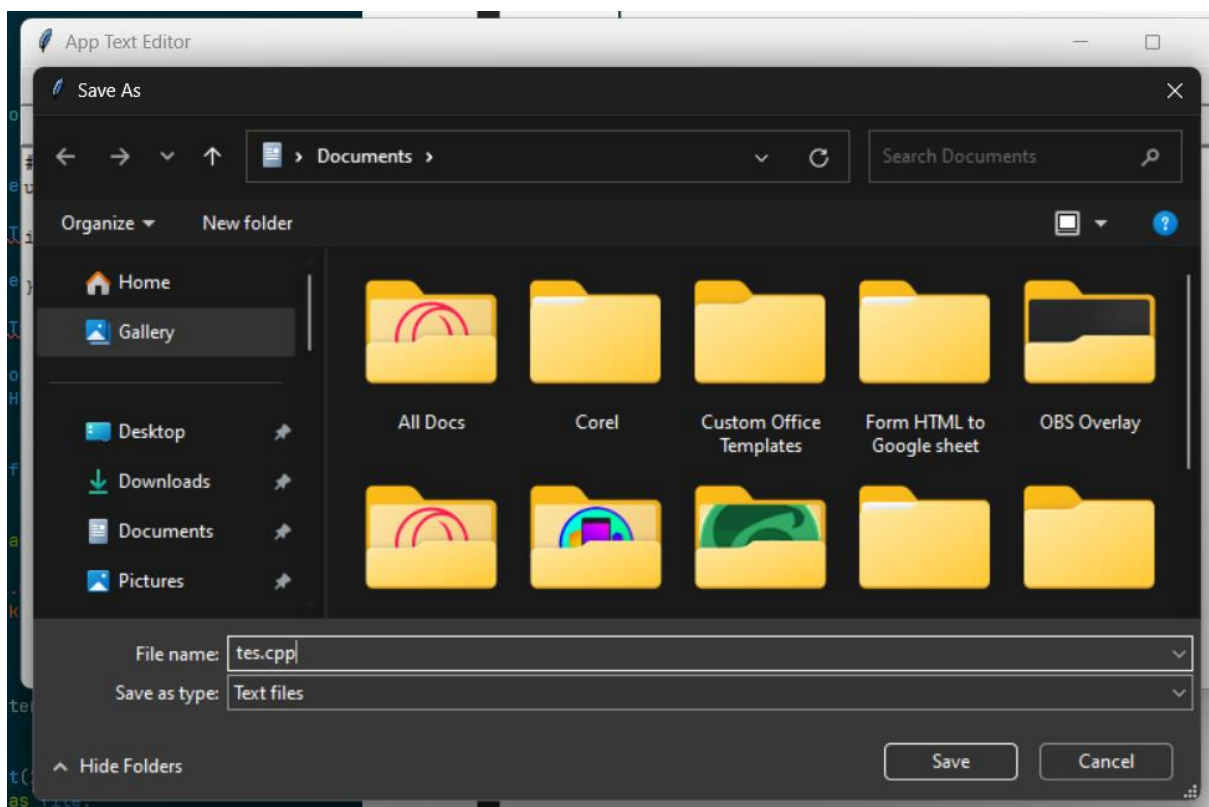 App Text Editor
Save As
Documents
Search Documents
Organize
New folder
Home
Gallery
Desktop
Downloads
Documents
Pictures
All Docs
Corel
Custom Office
Templates
Form HTML to
Google sheet
OBS Overlay
File name: tes.cpp
Save as type: Text files
Hide Folders
Save
Cancel